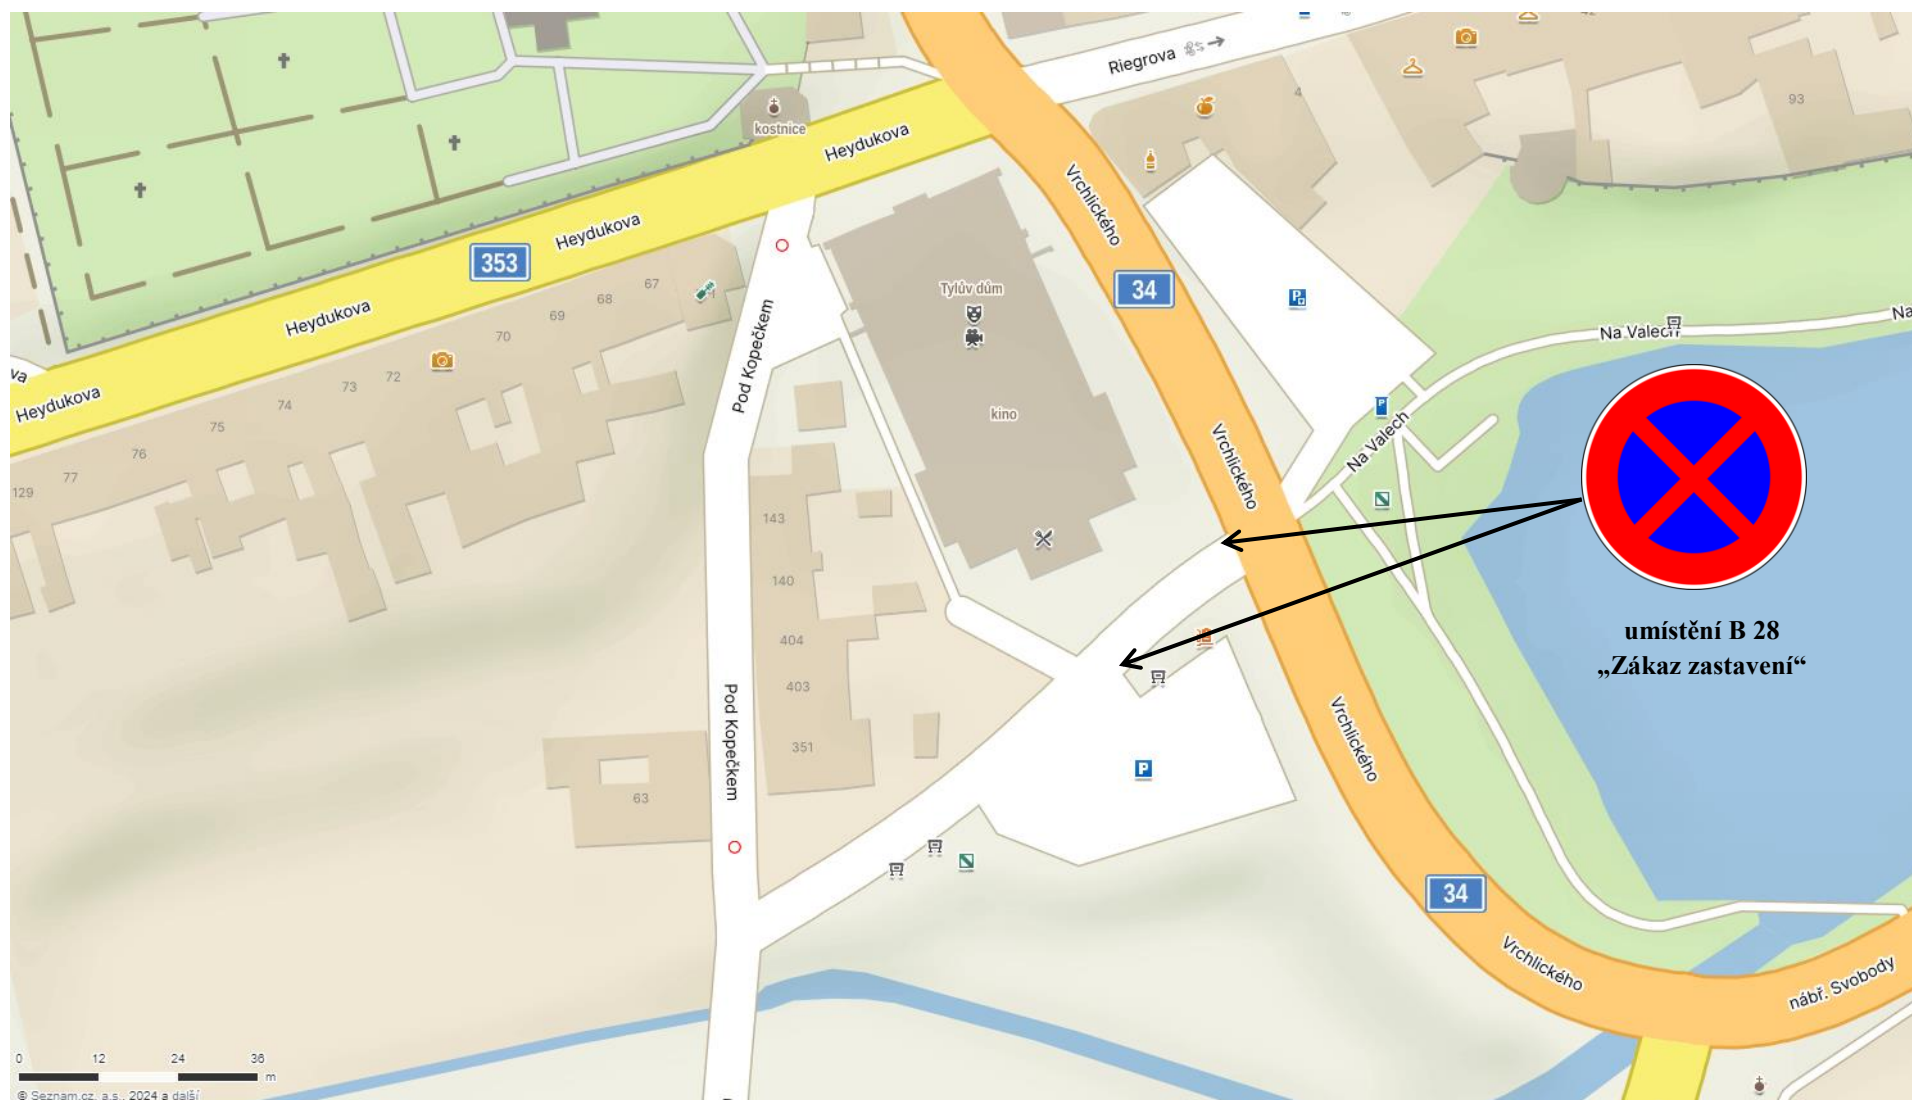 Riegrova
42
4
93
kostnice
Heydukova
Heydukova
Heydukova
Heydukova
353
Vrchlického
34
Tylův dům
kino
Na Valech
Na
67
68
69
70
72
73
74
75
76
77
129
va
Pod Kopečkem
Vrchlického
Na Valech
143
140
404
403
351
63
Pod Kopečkem
P
P
Vrchlického
34
Vrchlického
nábř. Svobody
umístění B 28
„Zákaz zastavení“
0 12 24 36
m
© Seznam.cz, a.s., 2024 a další